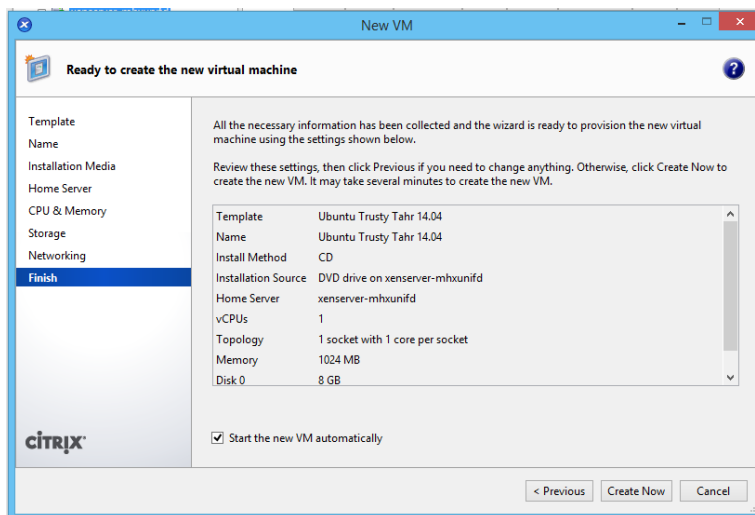 New VM
Ready to create the new virtual machine
Template
Name
Installation Media
Home Server
CPU & Memory
Storage
Networking
Finish
All the necessary information has been collected and the wizard is ready to provision the new virtual
machine using the settings shown below.
Review these settings, then click Previous if you need to change anything. Otherwise, click Create Now to
create the new VM. It may take several minutes to create the new VM.
Template Ubuntu Trusty Tahr 14.04
Name Ubuntu Trusty Tahr 14.04
Install Method CD
Installation Source DVD drive on xenserver-mhxunifd
Home Server xenserver-mhxunifd
vCPUs 1
Topology 1 socket with 1 core per socket
Memory 1024 MB
Disk 0 8 GB
Start the new VM automatically
CİTRIX
< Previous Create Now Cancel